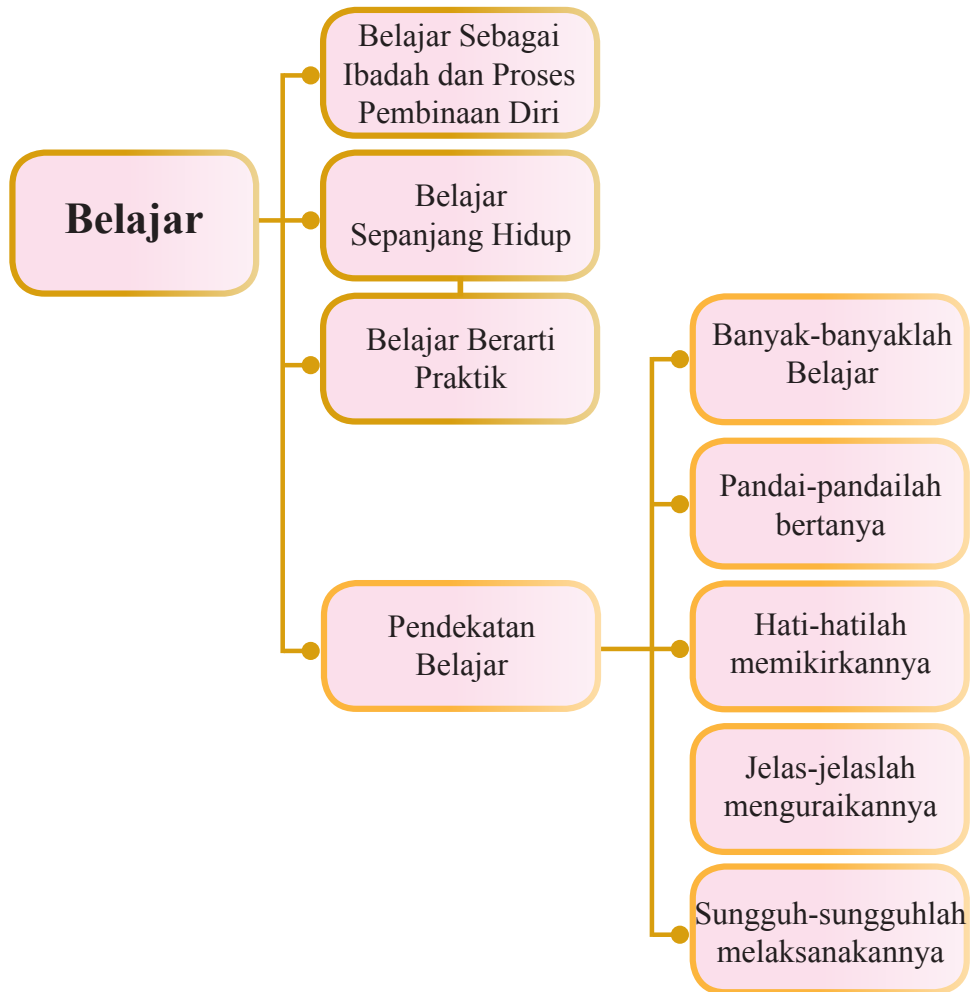 Belajar
Belajar Sebagai
Ibadah dan Proses
Pembinaan Diri
Belajar
Sepanjang Hidup
Belajar Berarti
Praktik
Pendekatan
Belajar
Banyak-banyaklah
Belajar
Pandai-pandailah
bertanya
Hati-hatilah
memikirkannya
Jelas-jelaslah
menguraikannya
Sungguh-sungguhlah
melaksanakannya